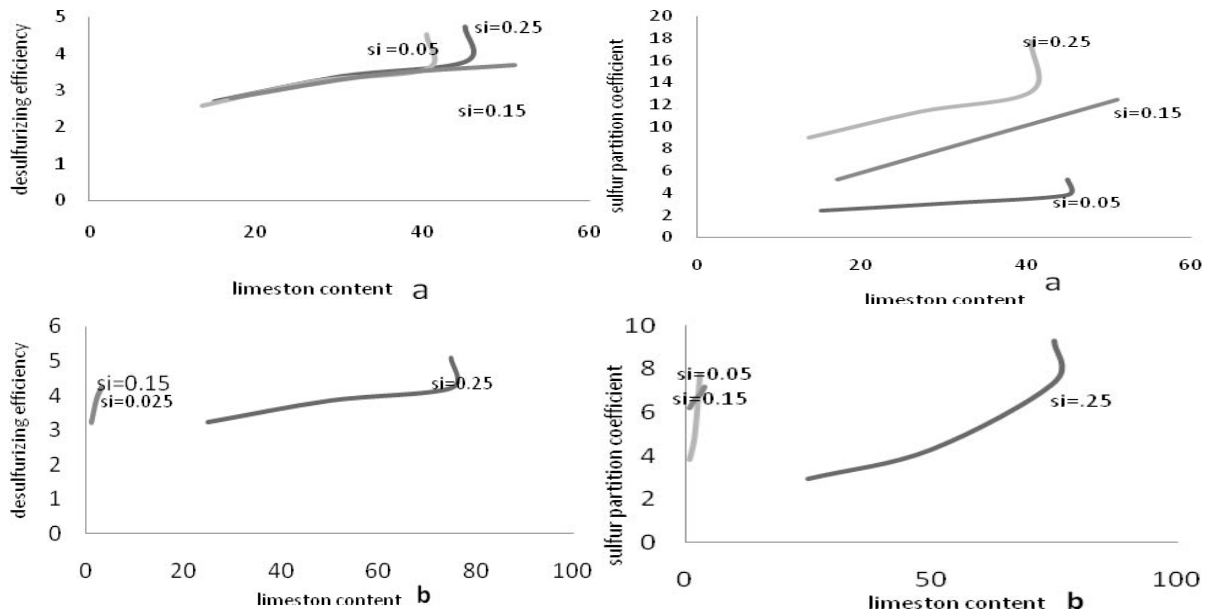 desulfurizing efficiency
5
4
3
2
1
0
si =0.05
si=0.25
si=0.15
0 20 40 60
limeston content a
sulfur partition coefficient
20
18
16
14
12
10
8
6
4
2
0
si=0.25
si=0.15
si=0.05
0 20 40 60
a
limeston content
desulfurizing efficiency
6
5
4
3
2
1
0
si=0.15
si=0.025
si=0.25
0 20 40 60 80 100
limeston content b
sulfur partition coefficient
10
8
6
4
2
0
si=0.05
si=0.15
si=.25
0 50 100
limeston content b